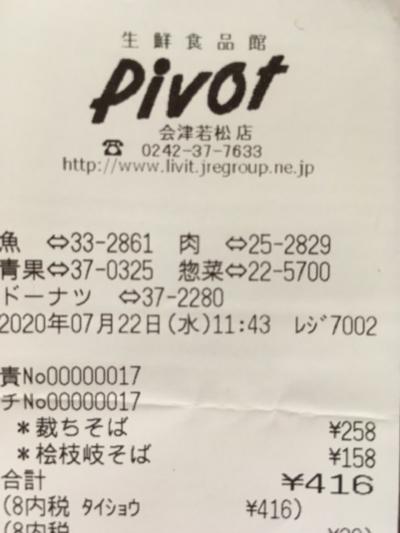 生鮮食品館
Pivot
会津若松店
☎ 0242-37-7633
http://www.livit.jregroup.ne.jp
魚 ⇔33-2861 肉 ⇔25-2829
青果⇔37-0325 惣菜⇔22-5700
ドーナツ ⇔37-2280
2020年07月22日(水)11:43 レジ7002
責No00000017
チNo00000017
*裁ちそば ¥258
*桧枝岐そば ¥158
合計 ¥416
(8内税 タイショウ ¥416)
(8内税